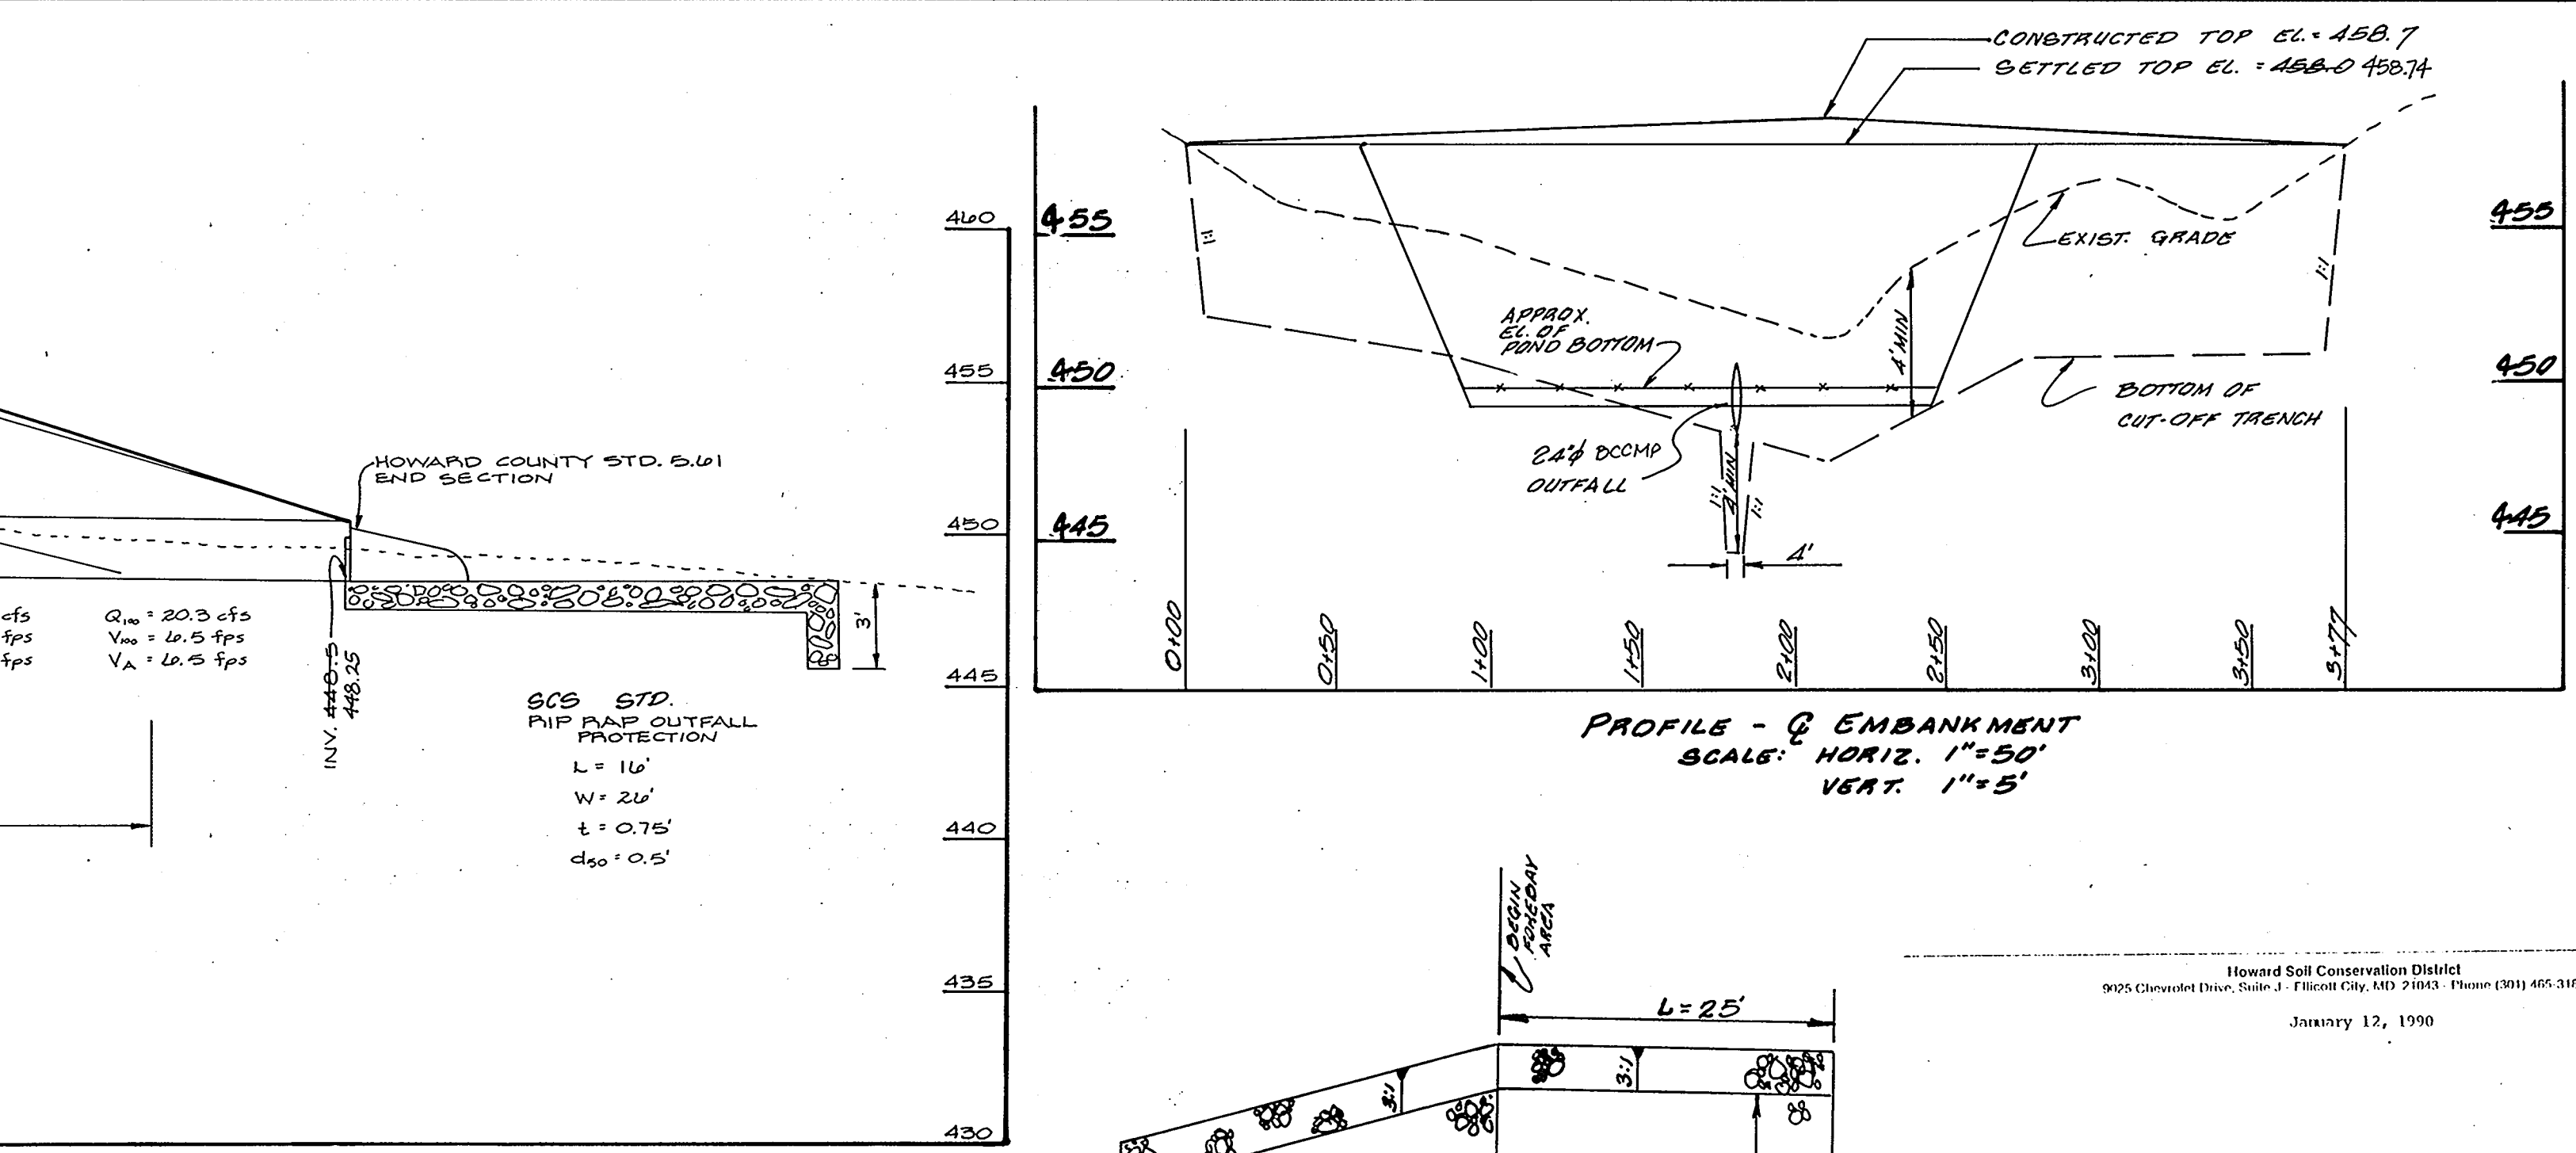 CONSTRUCTED TOP EL. = 458.7
SETTLED TOP EL. = 458.0 458.74
460
455
450
445
440
435
430
455
450
445
455
450
445
1:1
1:1
EXIST. GRADE
APPROX.
EL. OF
POND BOTTOM
4' MIN
BOTTOM OF
CUT-OFF TRENCH
24"φ BCCMP
OUTFALL
1:1
4' MIN
1:1
4'
0+00
0+50
1+00
1+50
2+00
2+50
3+00
3+50
3+77
PROFILE - ℄ EMBANKMENT
SCALE: HORIZ. 1"=50'
VERT. 1"=5'
HOWARD COUNTY STD. 5.61
END SECTION
cfs
fps
fps
Q₁₀₀ = 20.3 cfs
V₁₀₀ = 6.5 fps
V_A = 6.5 fps
INV. 448.5
448.25
3'
SCS STD.
RIP RAP OUTFALL
PROTECTION
L = 16'
W = 26'
t = 0.75'
d₅₀ = 0.5'
BEGIN
FOREBAY
AREA
L = 25'
3:1
3:1
Howard Soil Conservation District
9025 Chevrolet Drive, Suite J - Ellicott City, MD 21043 - Phone (301) 465-318
January 12, 1990